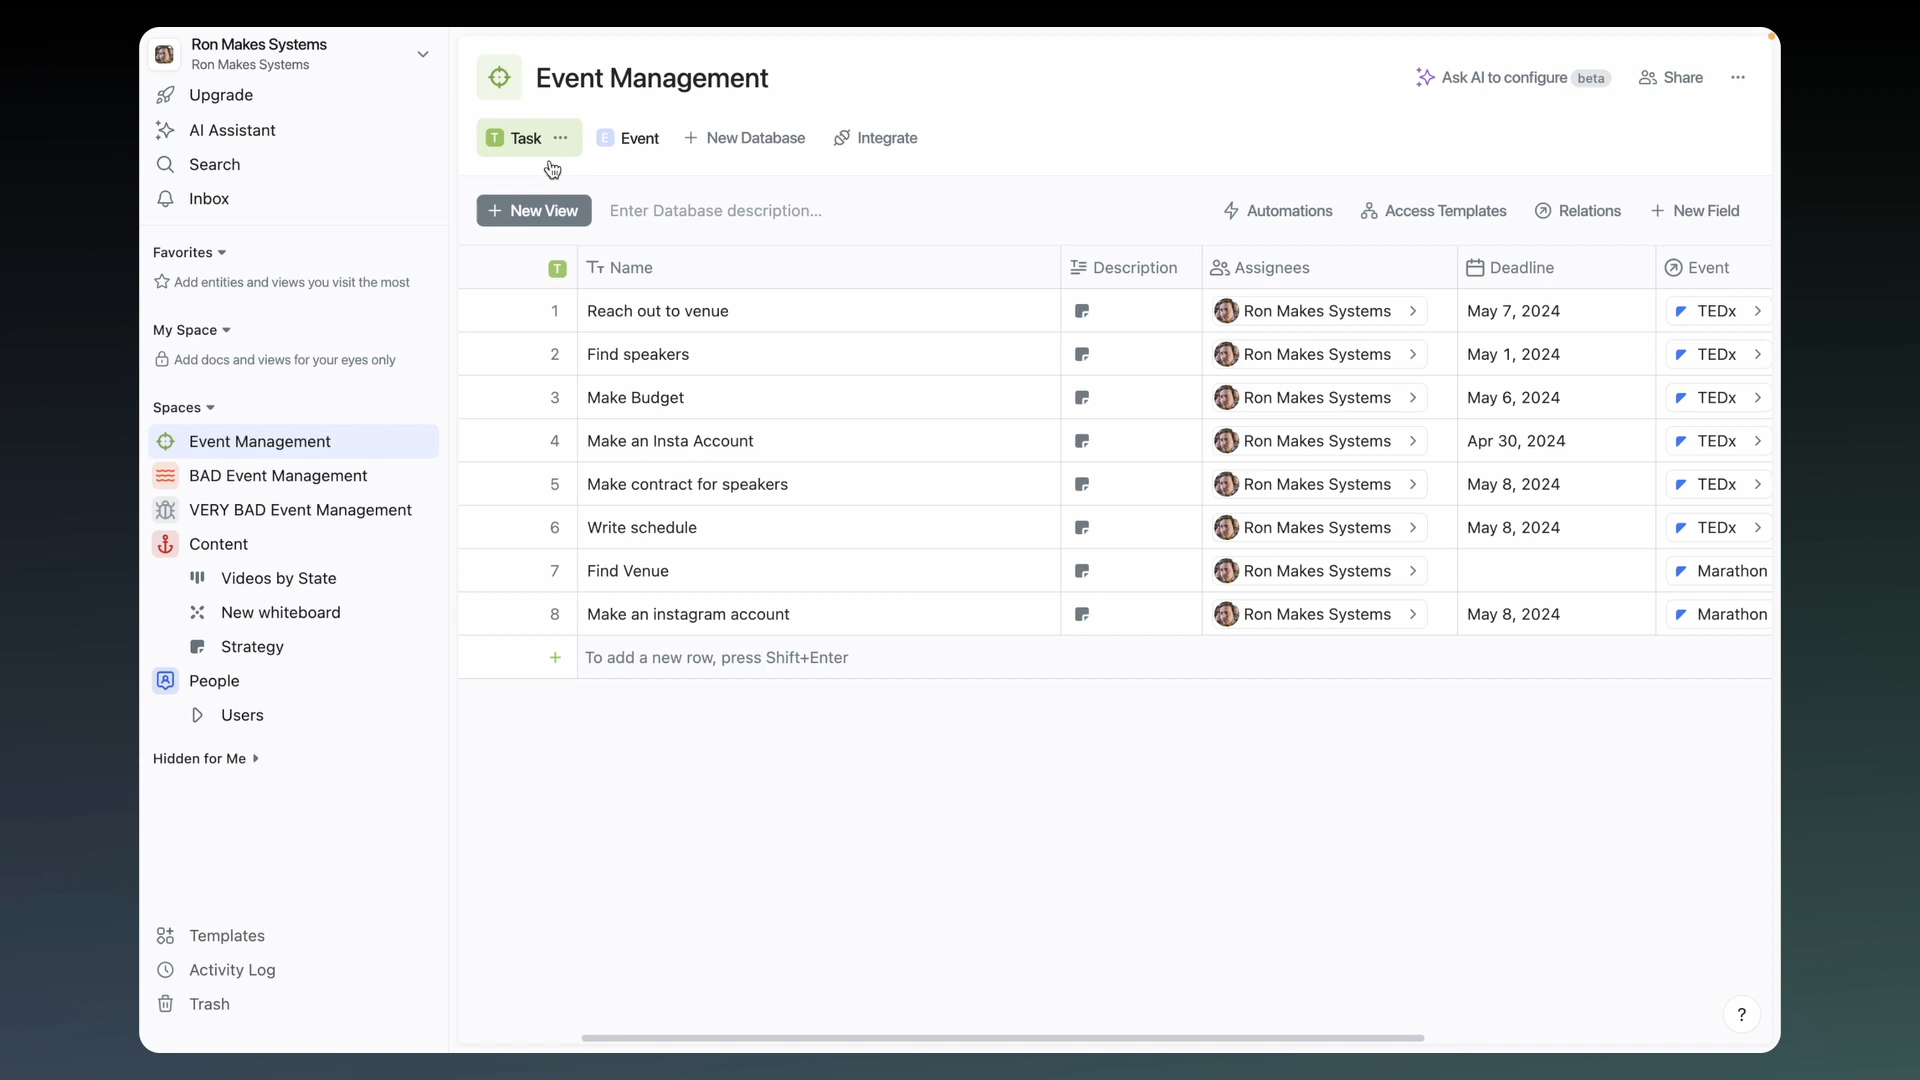 Ron Makes Systems
Ron Makes Systems
Upgrade
AI Assistant
Search
Inbox
Favorites
Add entities and views you visit the most
My Space
Add docs and views for your eyes only
Spaces
Event Management
BAD Event Management
VERY BAD Event Management
Content
Videos by State
New whiteboard
Strategy
People
Users
Hidden for Me
Templates
Activity Log
Trash
Event Management
Ask AI to configure beta
Share
T Task
E Event
+ New Database
Integrate
+ New View
Enter Database description...
Automations
Access Templates
Relations
+ New Field
T Name Description Assignees Deadline Event
1 Reach out to venue Ron Makes Systems May 7, 2024 TEDx
2 Find speakers Ron Makes Systems May 1, 2024 TEDx
3 Make Budget Ron Makes Systems May 6, 2024 TEDx
4 Make an Insta Account Ron Makes Systems Apr 30, 2024 TEDx
5 Make contract for speakers Ron Makes Systems May 8, 2024 TEDx
6 Write schedule Ron Makes Systems May 8, 2024 TEDx
7 Find Venue Ron Makes Systems Marathon
8 Make an instagram account Ron Makes Systems May 8, 2024 Marathon
+ To add a new row, press Shift+Enter
?